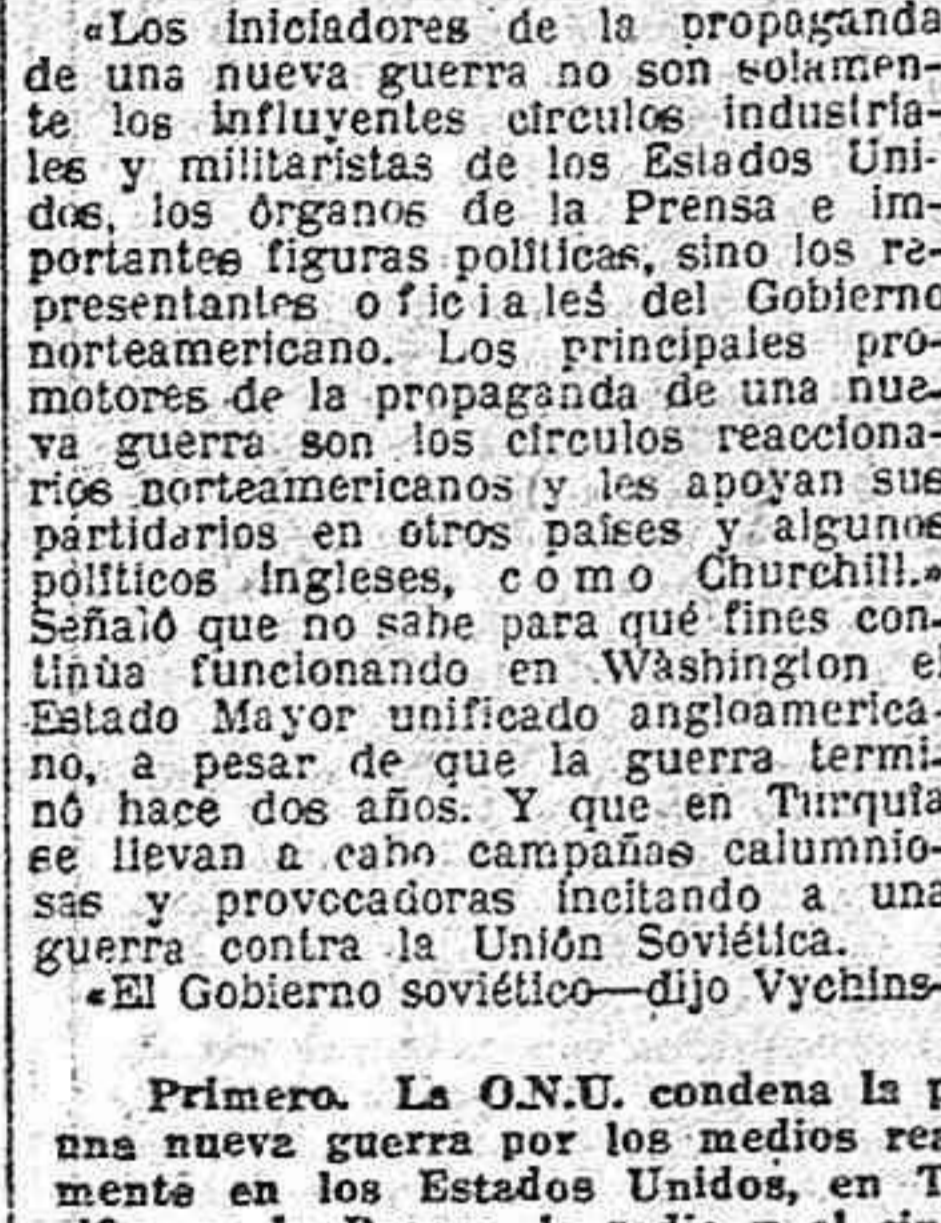 «Los iniciadores de la propaganda
de una nueva guerra no son solamen-
te los influyentes círculos industria-
les y militaristas de los Estados Uni-
dos, los órganos de la Prensa e im-
portantes figuras políticas, sino los re-
presentantes oficiales del Gobierno
norteamericano. Los principales pro-
motores de la propaganda de una nue-
va guerra son los círculos reacciona-
rios norteamericanos y les apoyan sus
partidarios en otros países y algunos
políticos ingleses, como Churchill.»
Señaló que no sabe para qué fines con-
tinúa funcionando en Wáshington el
Estado Mayor unificado angloamerica-
no, a pesar de que la guerra termi-
nó hace dos años. Y que en Turquía
se llevan a cabo campañas calumnio-
sas y provocadoras incitando a una
guerra contra la Unión Soviética.
«El Gobierno soviético—dijo Vychins-
Primero. La O.N.U. condena la p
una nueva guerra por los medios rea
mente en los Estados Unidos, en T